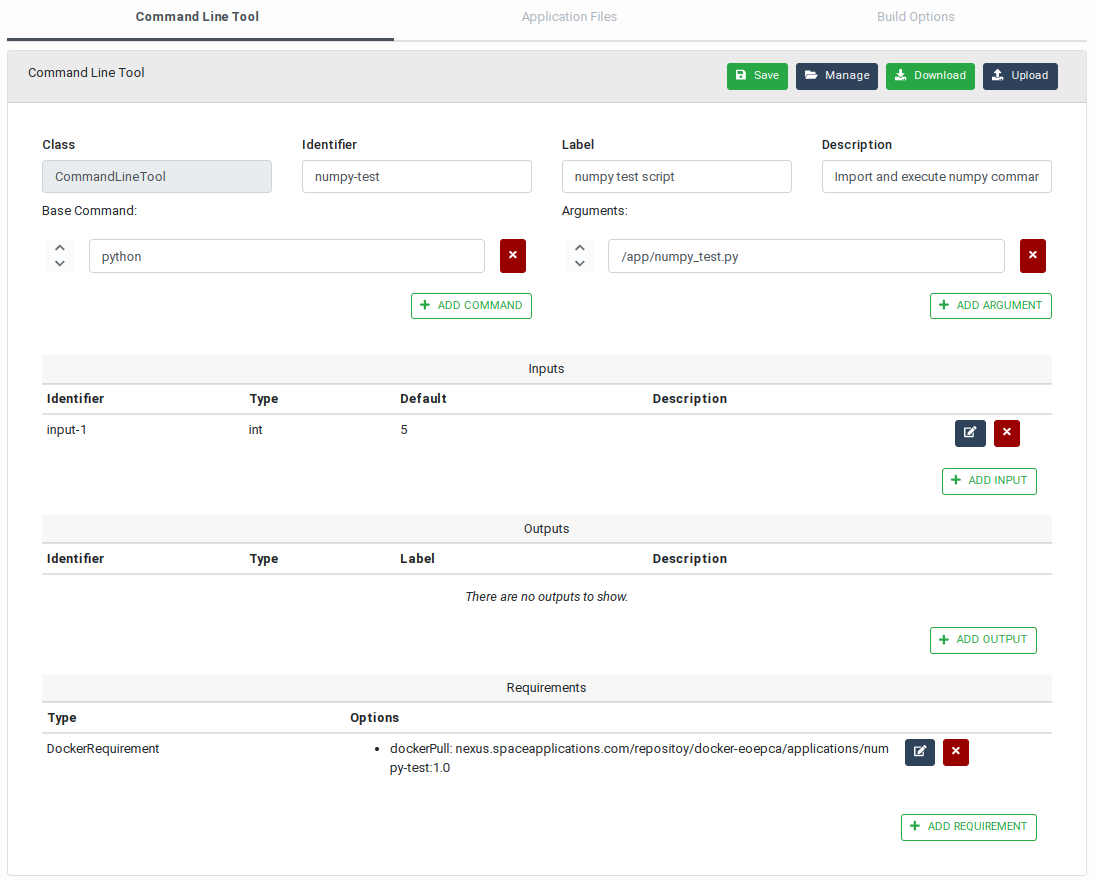 Command Line Tool Application Files Build Options
Command Line Tool Save Manage Download Upload
Class Identifier Label Description
CommandLineTool numpy-test numpy test script Import and execute numpy commar
Base Command: Arguments:
python /app/numpy_test.py
ADD COMMAND ADD ARGUMENT
Inputs
Identifier Type Default Description
input-1 int 5
ADD INPUT
Outputs
Identifier Type Label Description
There are no outputs to show.
ADD OUTPUT
Requirements
Type Options
DockerRequirement • dockerPull: nexus.spaceapplications.com/repositoy/docker-eoepca/applications/num
py-test:1.0
ADD REQUIREMENT